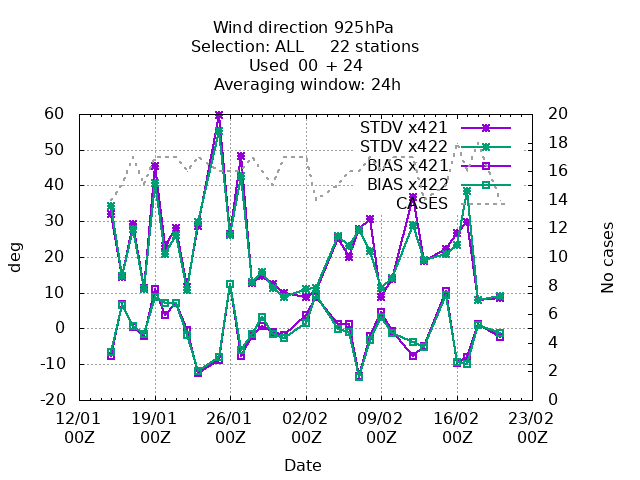 Wind direction 925hPa
Selection: ALL 22 stations
Used 00 + 24
Averaging window: 24h
60
50
40
30
20
10
0
-10
-20
deg
20
18
16
14
12
10
8
6
4
2
0
No cases
STDV x421
STDV x422
BIAS x421
BIAS x422
CASES
12/01 19/01 26/01 02/02 09/02 16/02 23/02
00Z 00Z 00Z 00Z 00Z 00Z 00Z
Date